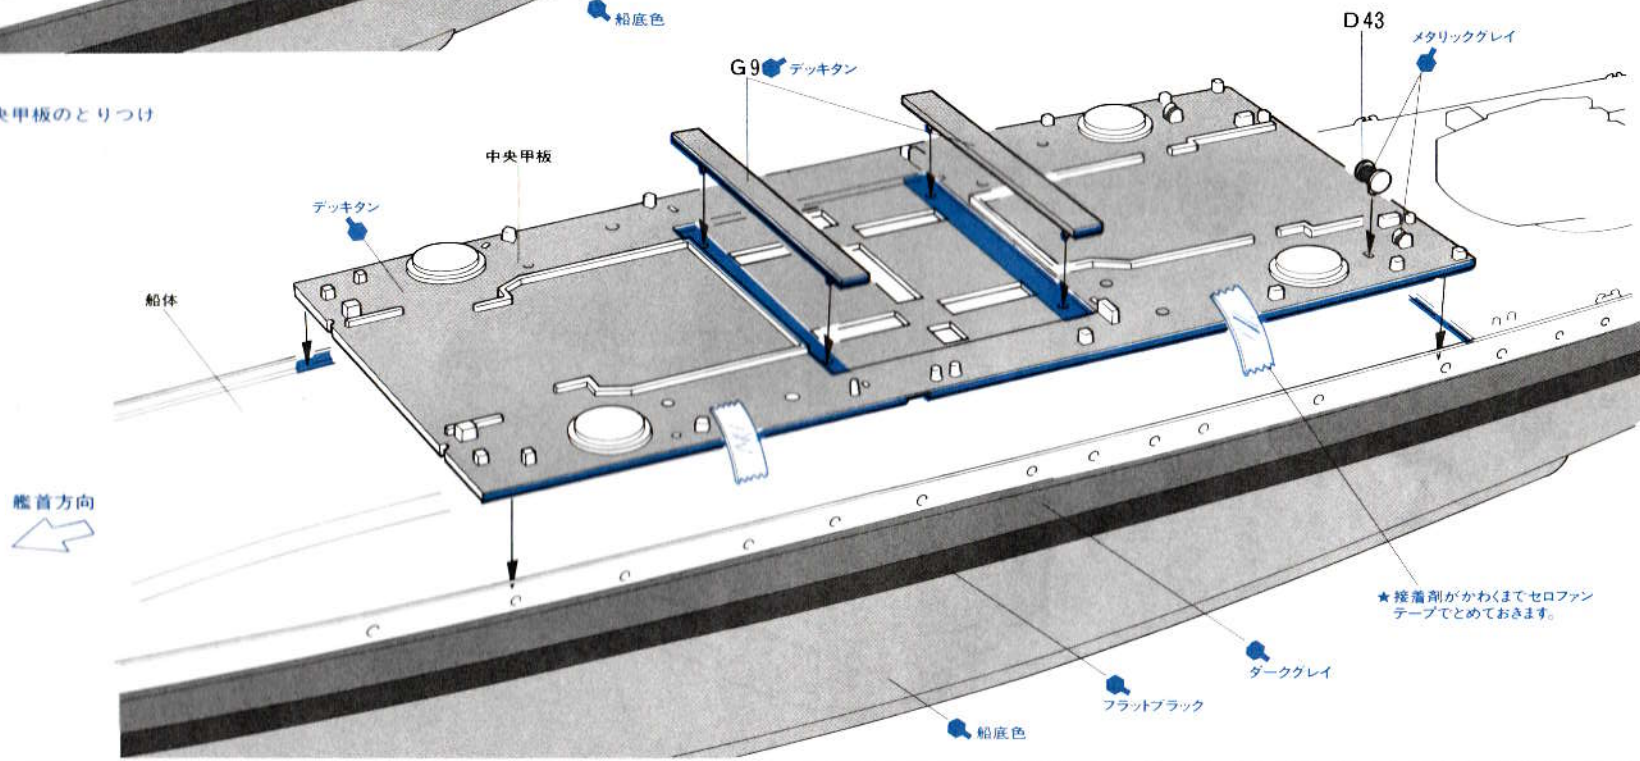 船底色
D43
メタリックグレイ
G9 デッキタン
甲板のとりつけ
中央甲板
デッキタン
船体
艦首方向
★接着剤がかわくまでセロファン
テープでとめておきます。
ダークグレイ
フラットブラック
船底色